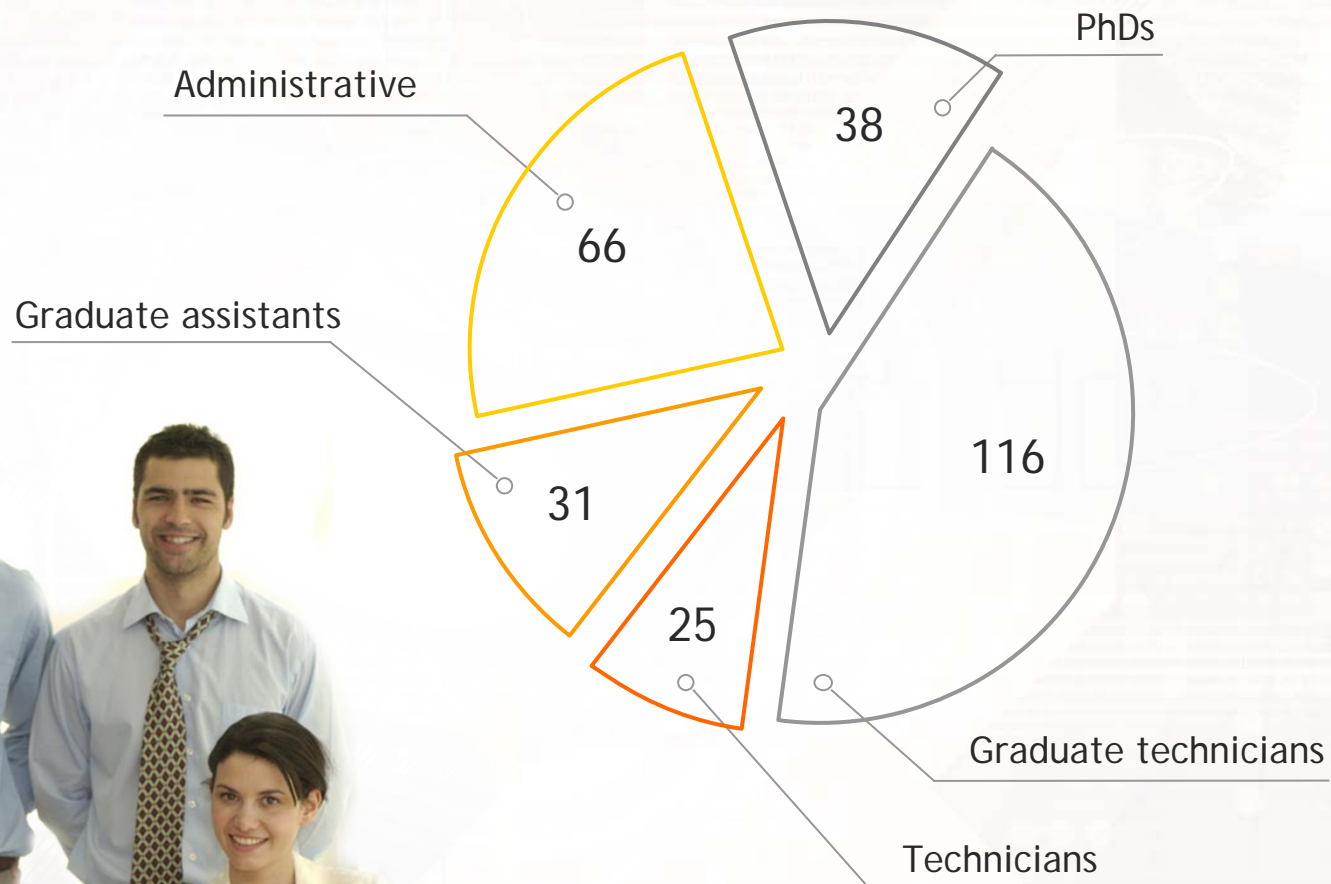 PhDs
Administrative
38
66
Graduate assistants
116
31
25
Graduate technicians
Technicians